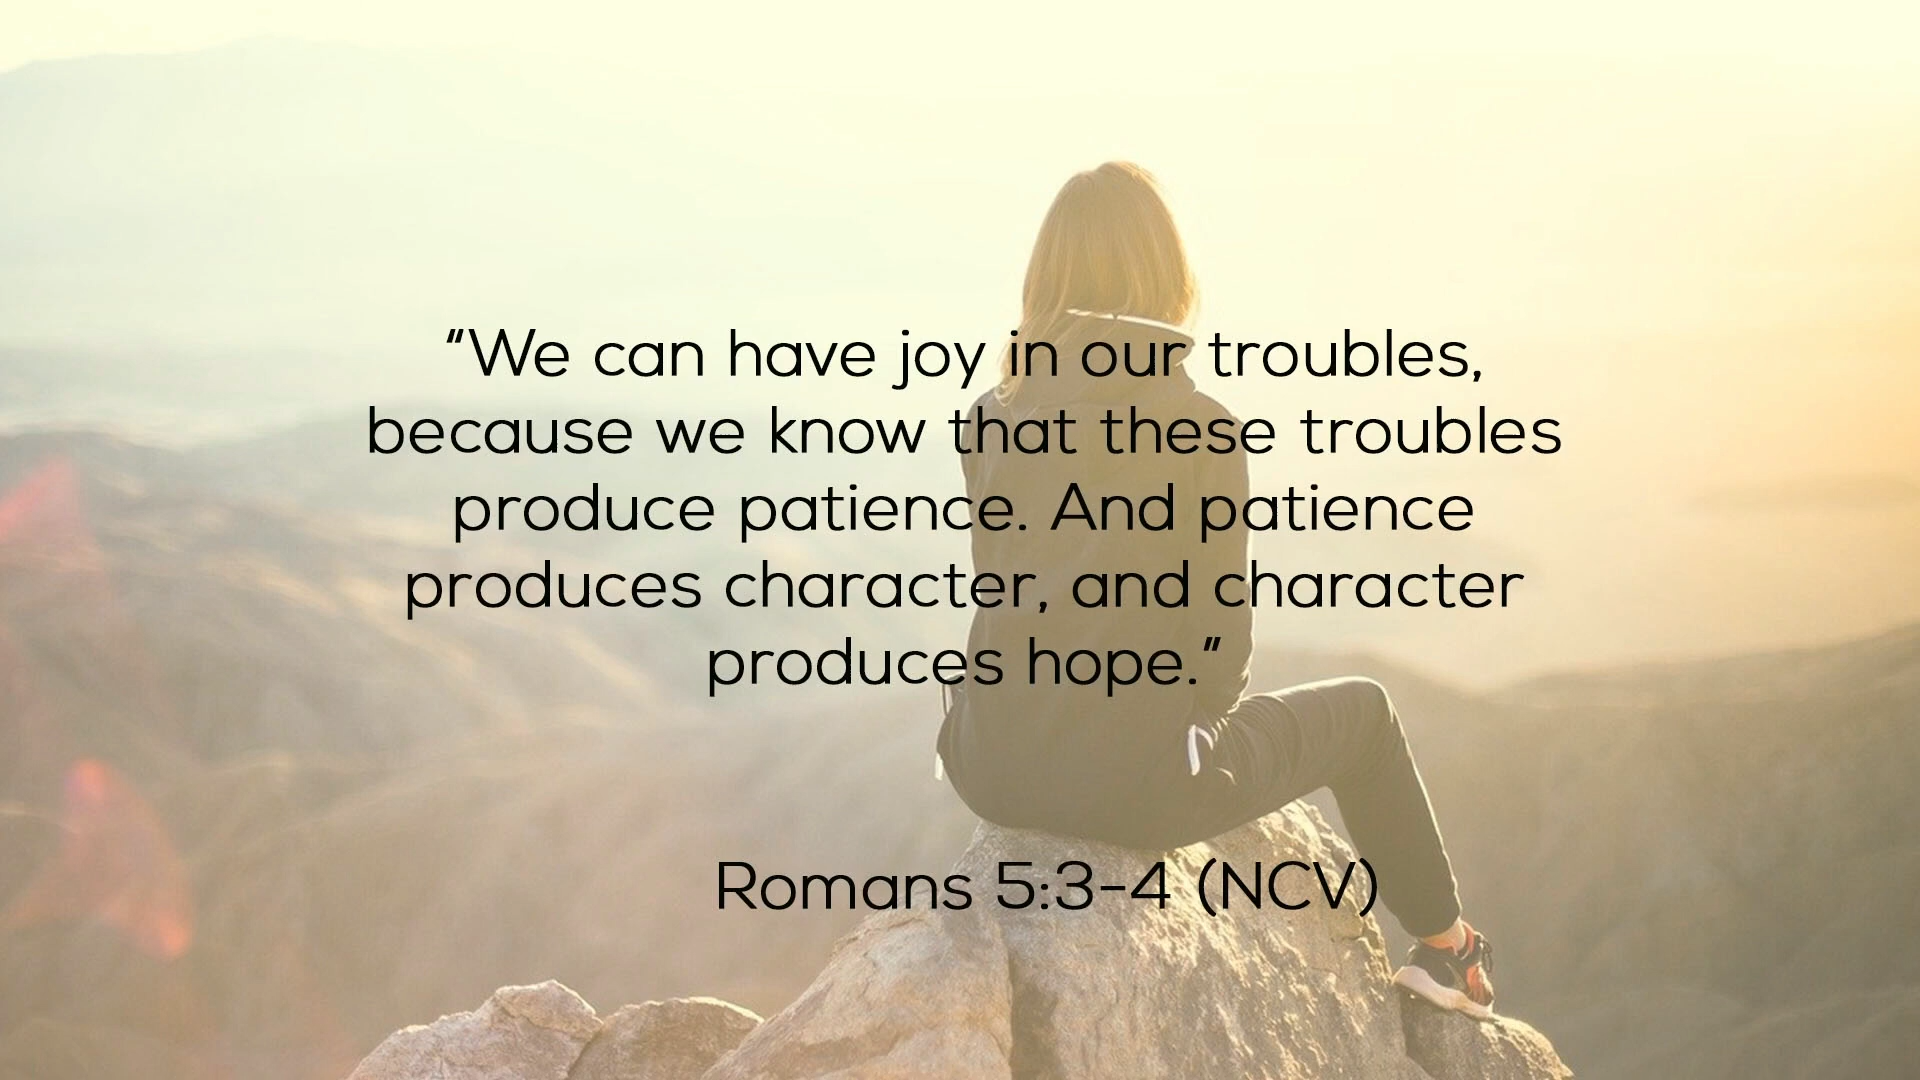 “We can have joy in our troubles,
because we know that these troubles
produce patience. And patience
produces character, and character
produces hope.”
Romans 5:3-4 (NCV)